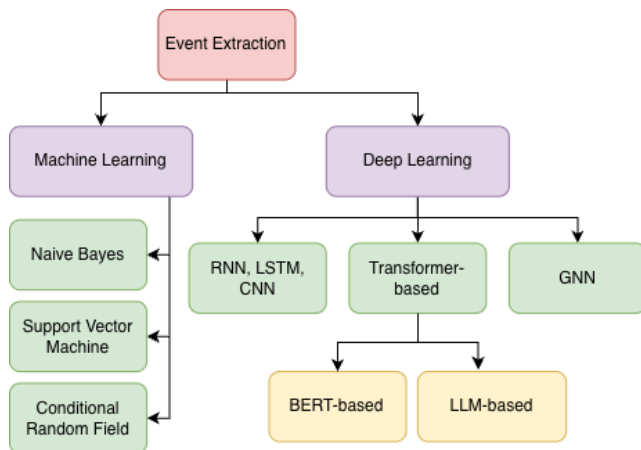 Event Extraction
Machine Learning
Deep Learning
Naive Bayes
Support Vector
Machine
Conditional
Random Field
RNN, LSTM,
CNN
Transformer-
based
GNN
BERT-based
LLM-based